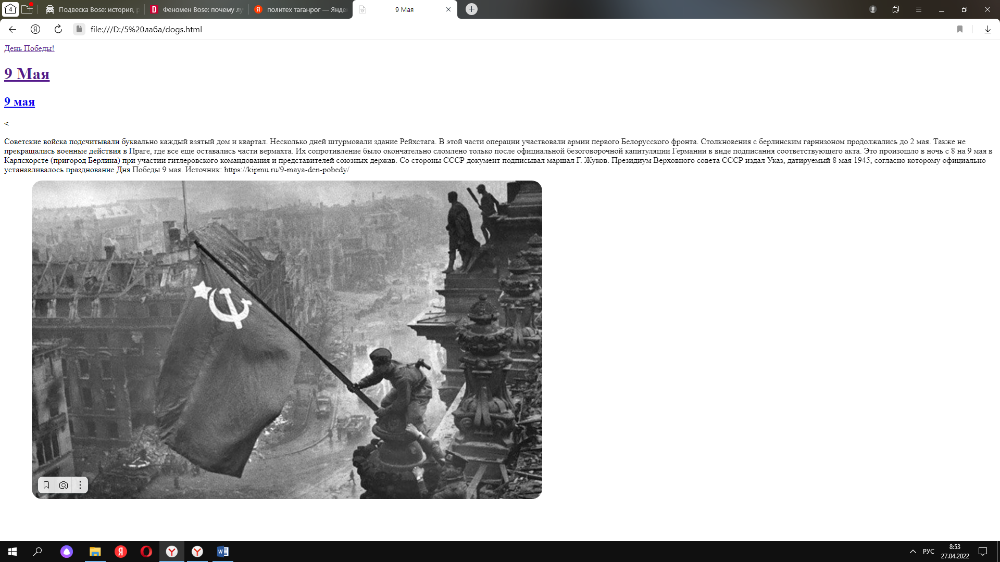 4
Подвеска Bose: история, р
D
Феномен Bose: почему лу
Я
политех таганрог — Яндек
9 Мая
Я
file:///D:/5%20лаба/dogs.html
День Победы!
9 Мая
9 мая
<
Советские войска подсчитывали буквально каждый взятый дом и квартал. Несколько дней штурмовали здание Рейхстага. В этой части операции участвовали армии первого Белорусского фронта. Столкновения с берлинским гарнизоном продолжались до 2 мая. Также не
прекращались военные действия в Праге, где все еще оставались части вермахта. Их сопротивление было окончательно сломлено только после официальной безоговорочной капитуляции Германии в виде подписания соответствующего акта. Это произошло в ночь с 8 на 9 мая в
Карлсхорсте (пригород Берлина) при участии гитлеровского командования и представителей союзных держав. Со стороны СССР документ подписывал маршал Г. Жуков. Президиум Верховного совета СССР издал Указ, датируемый 8 мая 1945, согласно которому официально
устанавливалось празднование Дня Победы 9 мая. Источник: https://kipmu.ru/9-maya-den-pobedy/
Я
РУС
8:53
27.04.2022